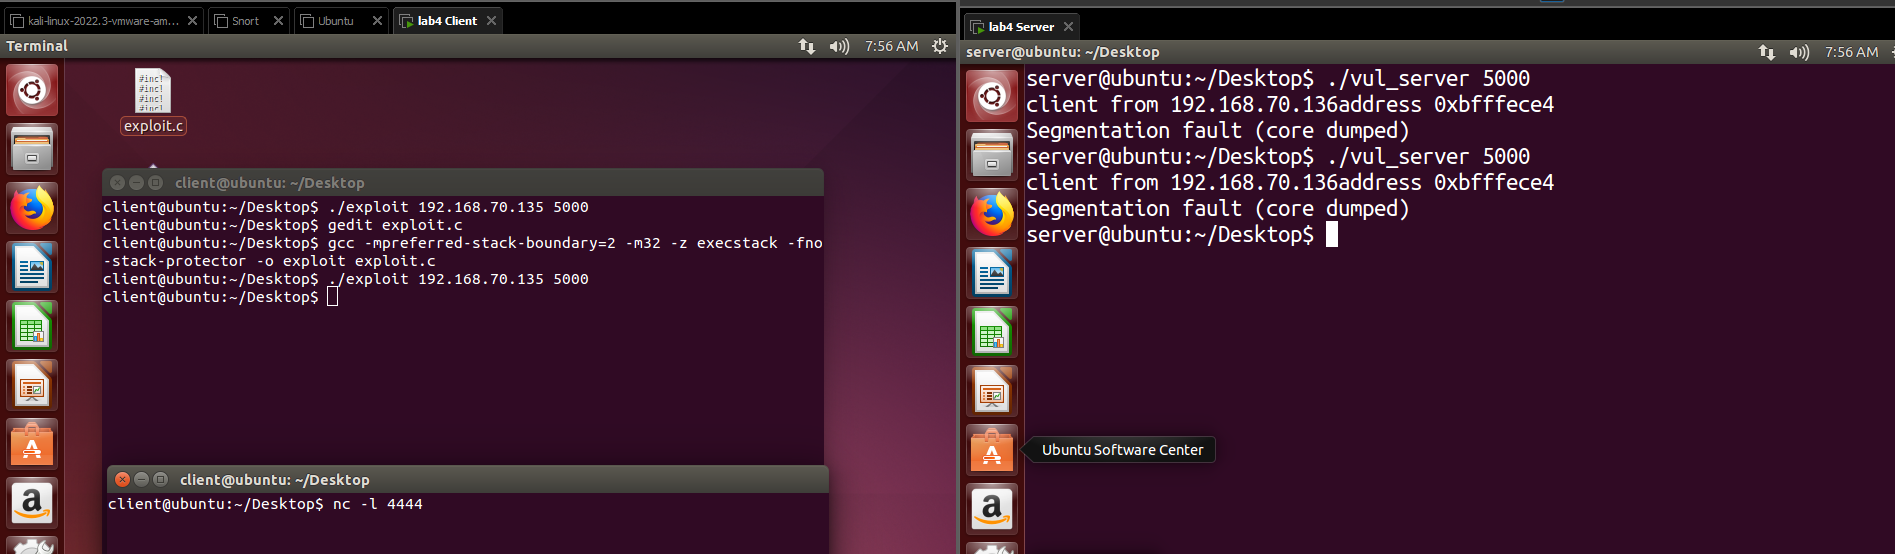 kali-linux-2022.3-vmware-am...
Snort
Ubuntu
lab4 Client
Terminal
7:56 AM
#inc!
#inc!
#inc!
#inc!
exploit.c
client@ubuntu: ~/Desktop
client@ubuntu:~/Desktop$ ./exploit 192.168.70.135 5000
client@ubuntu:~/Desktop$ gedit exploit.c
client@ubuntu:~/Desktop$ gcc -mpreferred-stack-boundary=2 -m32 -z execstack -fno
-stack-protector -o exploit exploit.c
client@ubuntu:~/Desktop$ ./exploit 192.168.70.135 5000
client@ubuntu:~/Desktop$
client@ubuntu: ~/Desktop
client@ubuntu:~/Desktop$ nc -l 4444
lab4 Server
server@ubuntu: ~/Desktop
7:56 AM
server@ubuntu:~/Desktop$ ./vul_server 5000
client from 192.168.70.136address 0xbfffece4
Segmentation fault (core dumped)
server@ubuntu:~/Desktop$ ./vul_server 5000
client from 192.168.70.136address 0xbfffece4
Segmentation fault (core dumped)
server@ubuntu:~/Desktop$
Ubuntu Software Center